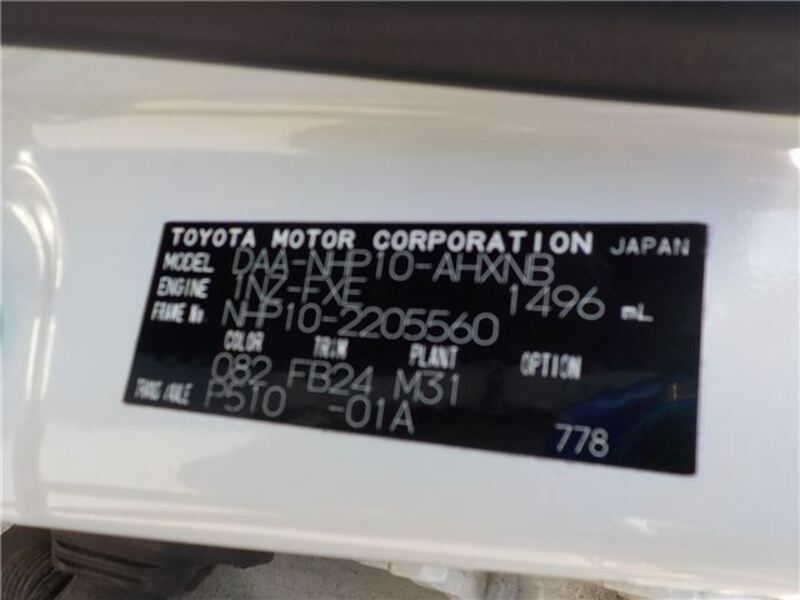 TOYOTA MOTOR CORPORATION JAPAN
MODEL DAA-NHP10-AHXNB
ENGINE 1NZ-FXE 1496 mL
FRAME No. NHP10-2205560
COLOR TRIM PLANT OPTION
082 FB24 M31
TRANS/AXLE P510 -01A
778